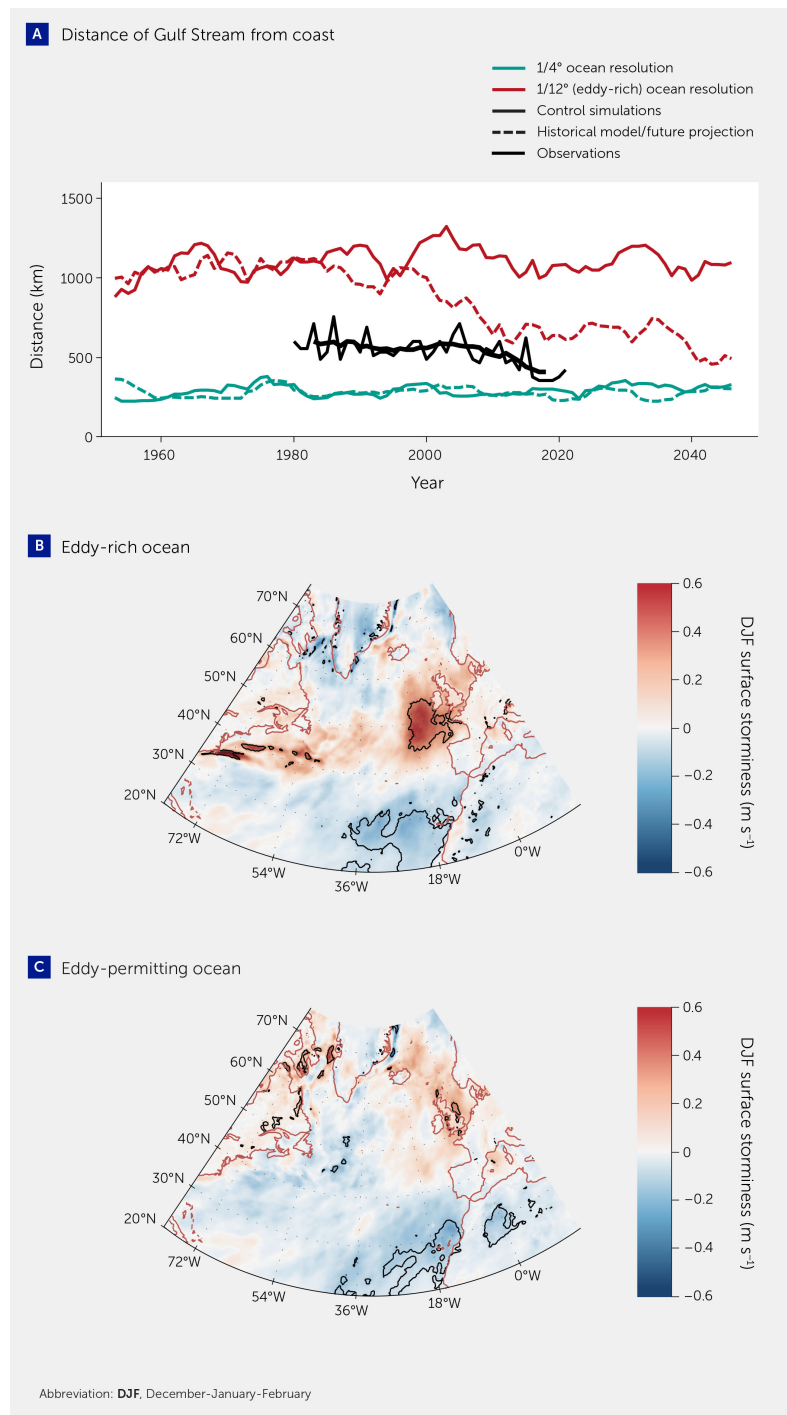 A Distance of Gulf Stream from coast
1/4° ocean resolution
1/12° (eddy-rich) ocean resolution
Control simulations
Historical model/future projection
Observations
Distance (km)
1500
1000
500
0
1960 1980 2000 2020 2040
Year
B Eddy-rich ocean
70°N
60°N
50°N
40°N
30°N
20°N
72°W
54°W
36°W
18°W
0°W
0.6
0.4
0.2
0
−0.2
−0.4
−0.6
DJF surface storminess (m s⁻¹)
C Eddy-permitting ocean
70°N
60°N
50°N
40°N
30°N
20°N
72°W
54°W
36°W
18°W
0°W
0.6
0.4
0.2
0
−0.2
−0.4
−0.6
DJF surface storminess (m s⁻¹)
Abbreviation: DJF, December-January-February